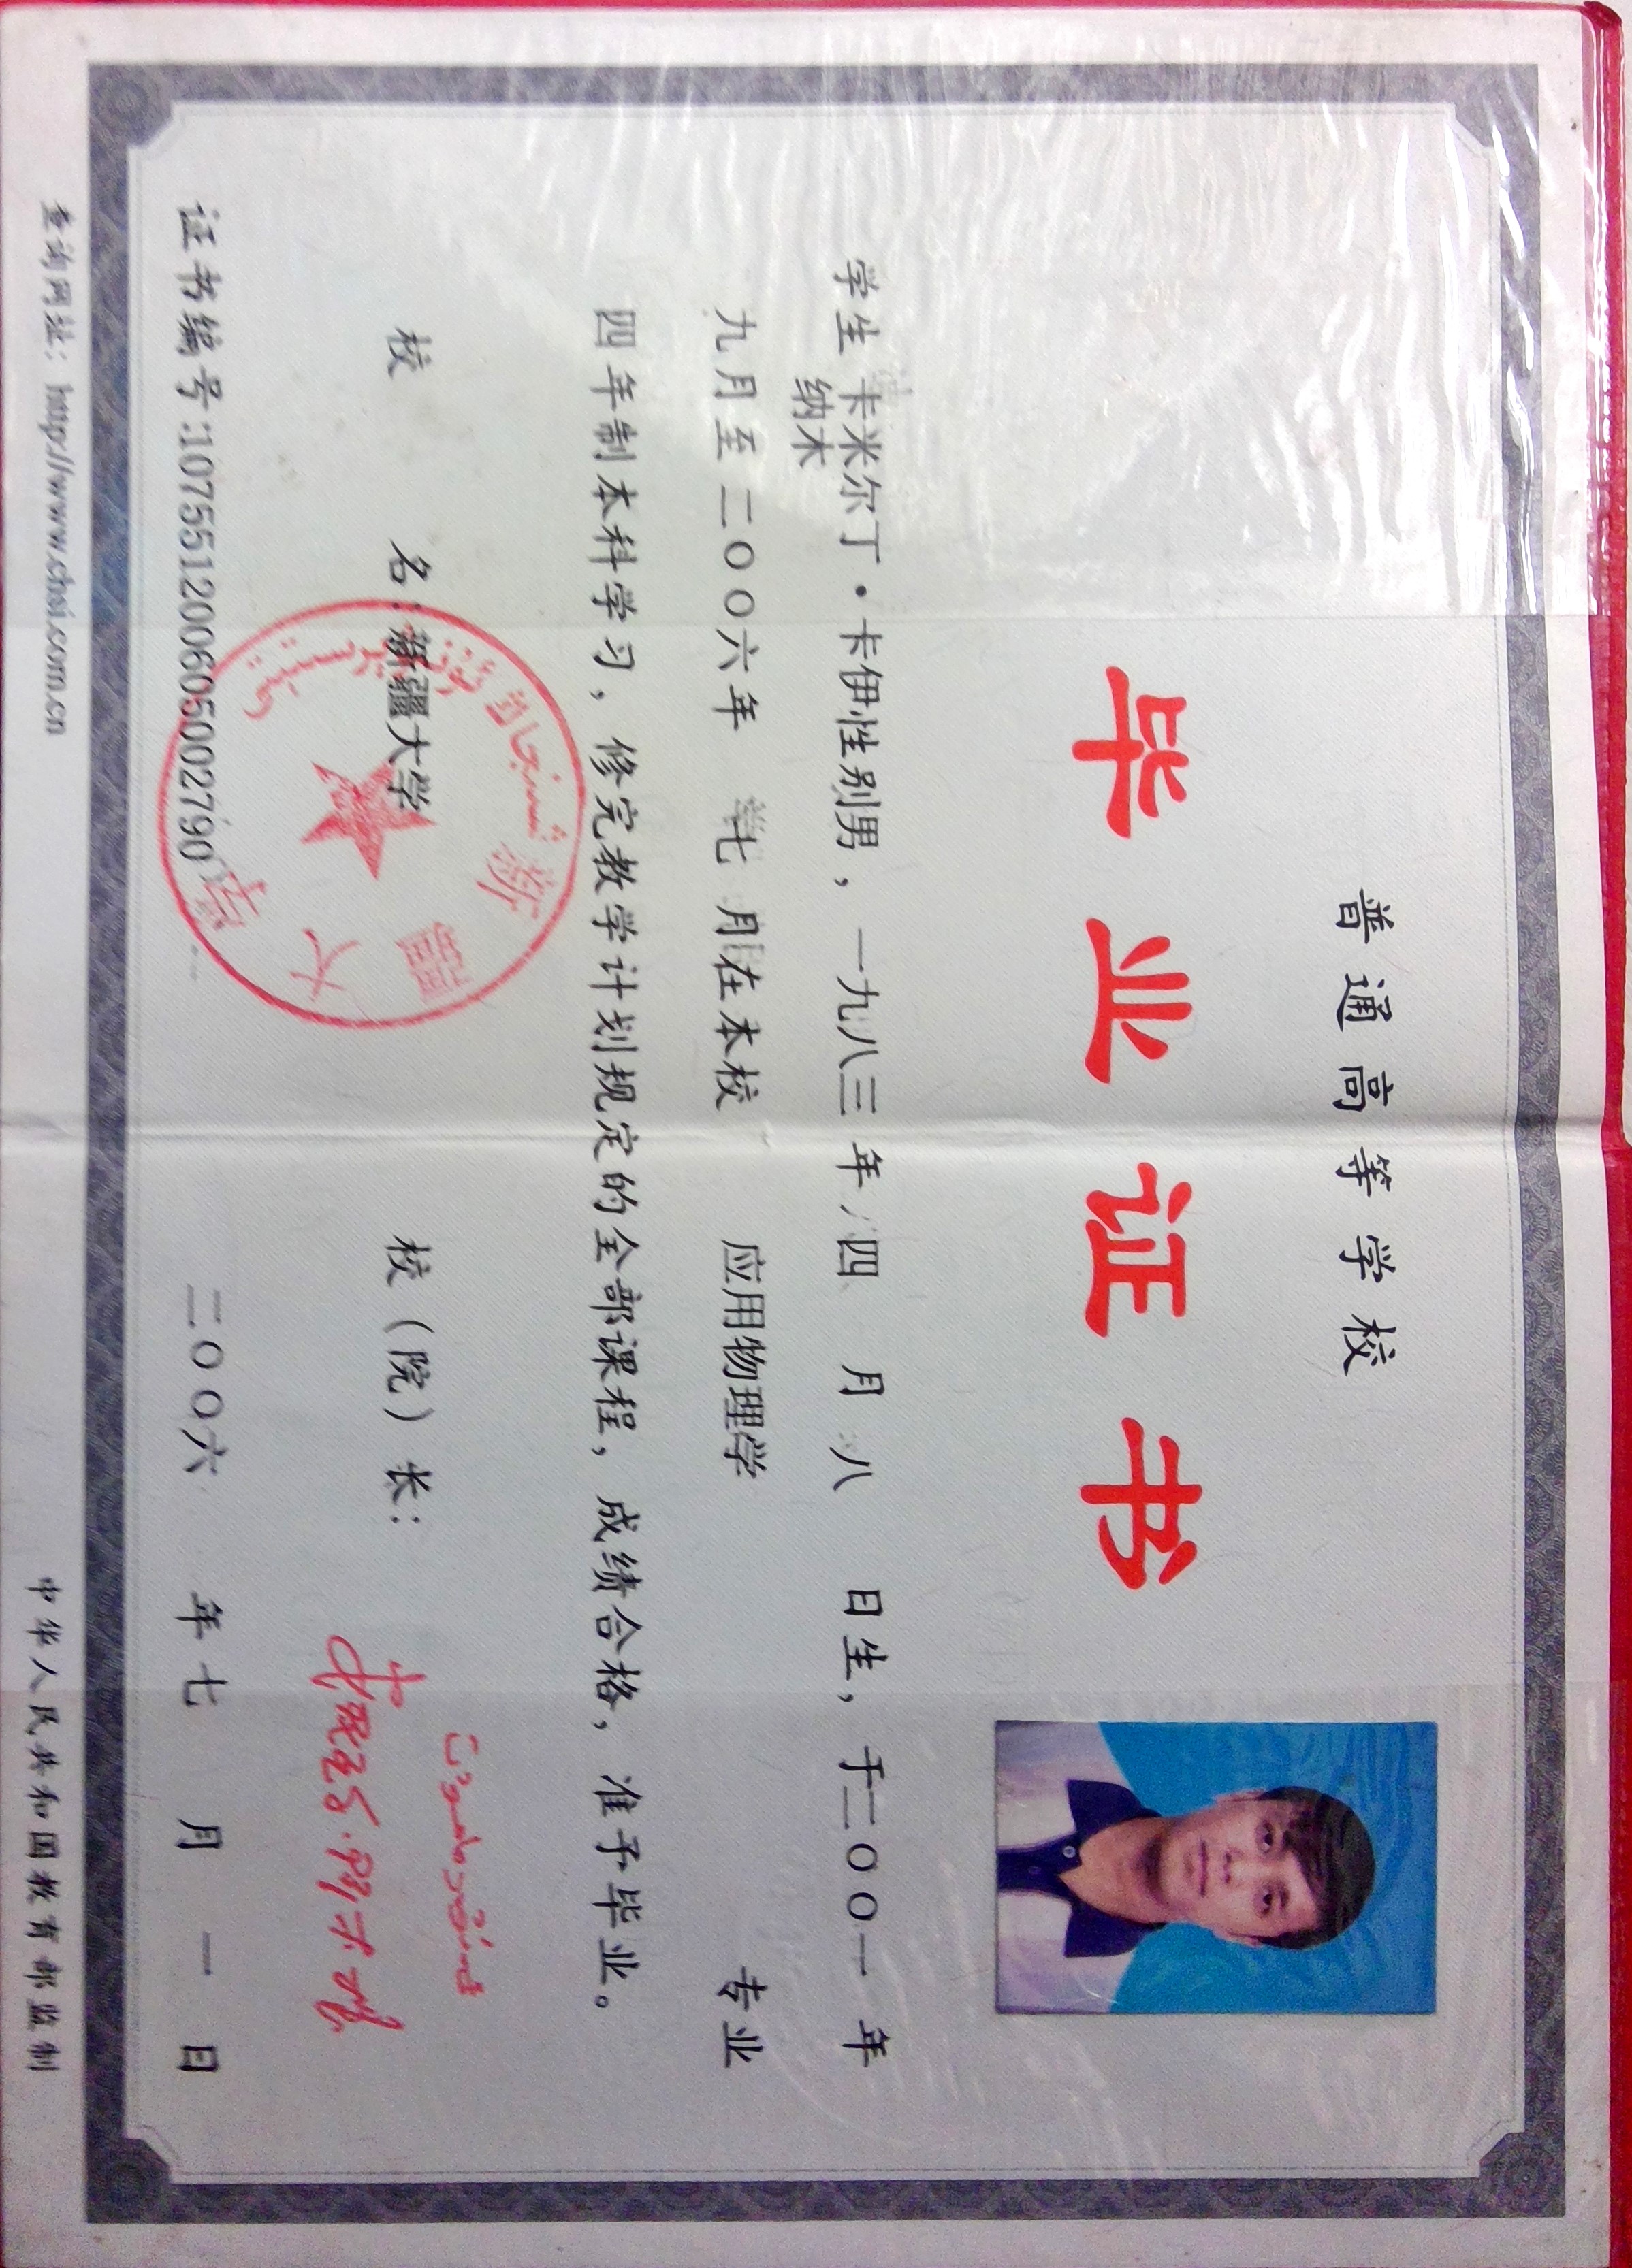 普通高等学校
毕业证书
学生 卡米尔丁·卡伊 性别男，一九八三年 四 月 八 日生，于二〇〇一年
纳木
九月至二〇〇六年 七 月在本校 应用物理学 专业
四年制本科学习，修完教学计划规定的全部课程，成绩合格，准予毕业。
校 名：新疆大学 校（院）长：
新疆大学
证书编号:107551200605002790 二〇〇六 年 七 月 一 日
查询网址：http://www.chsi.com.cn 中华人民共和国教育部监制